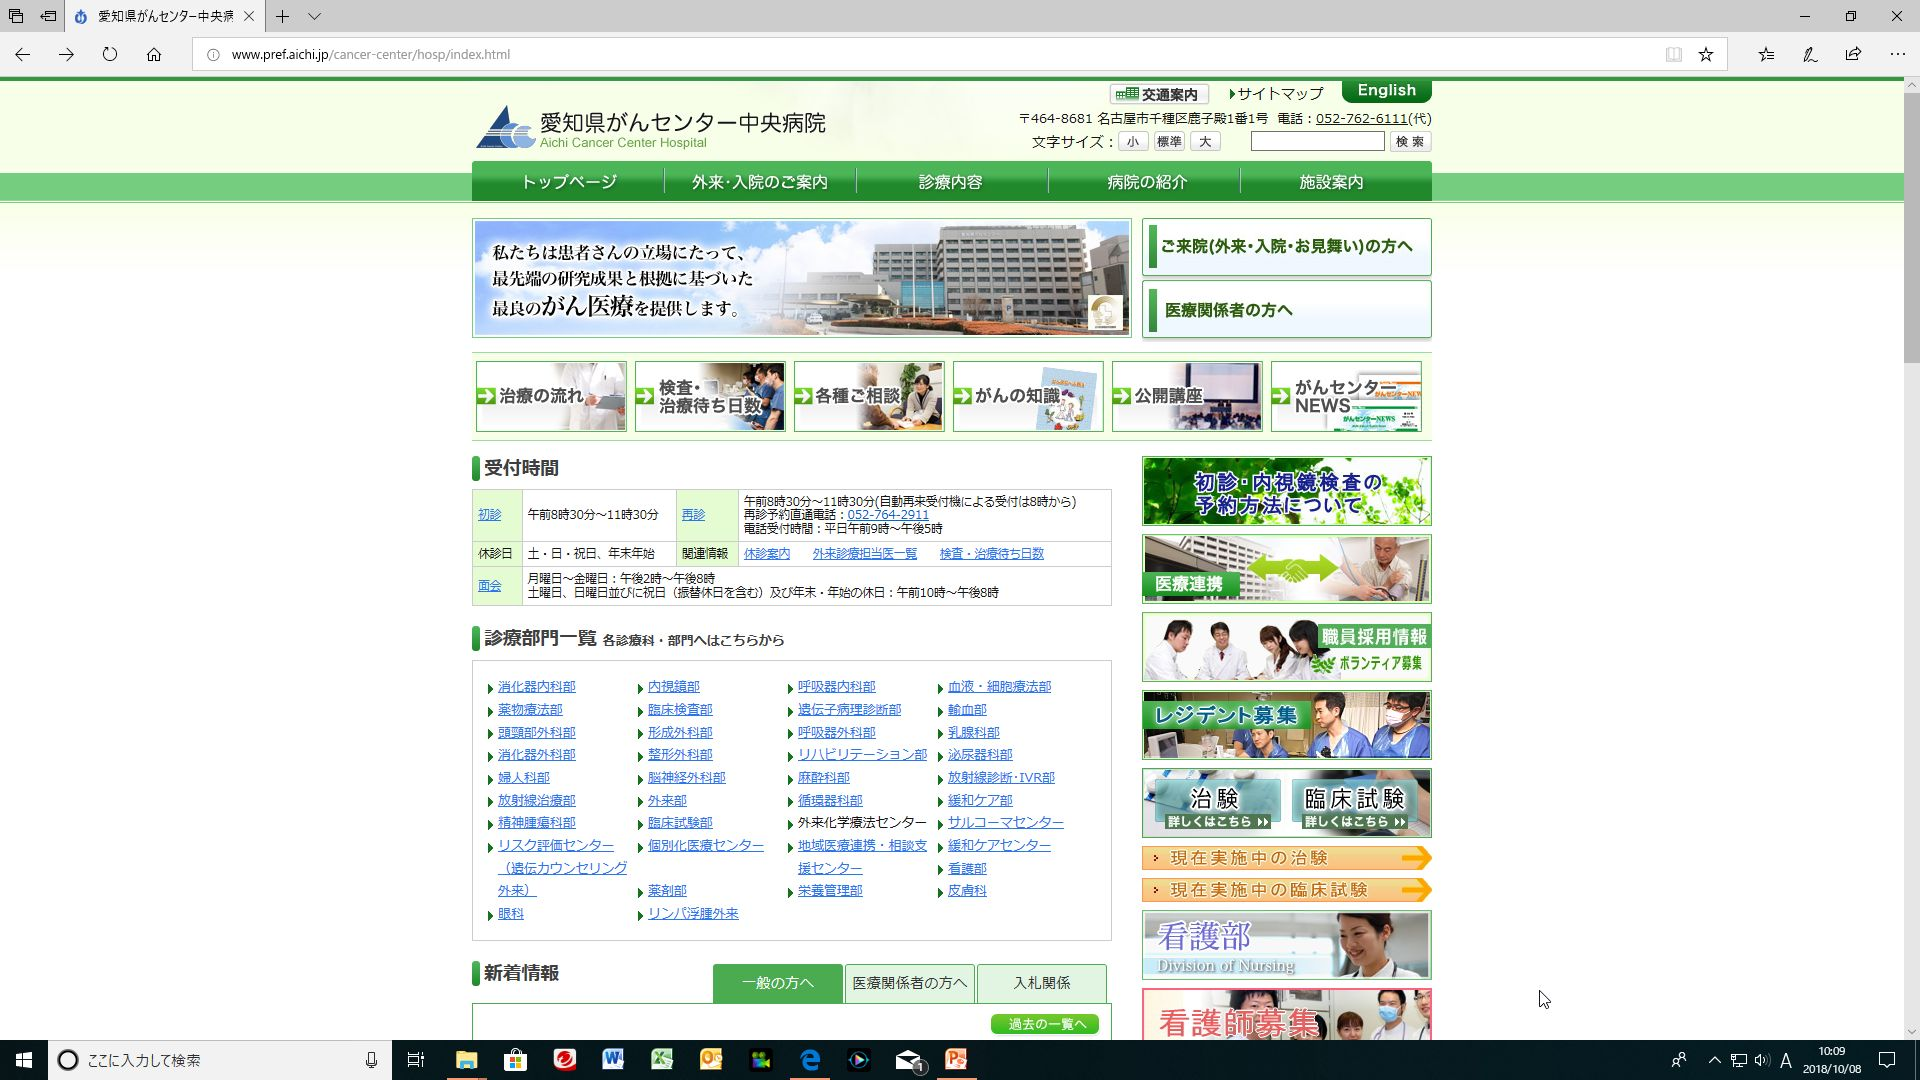 愛知県がんセンター中央病
www.pref.aichi.jp/cancer-center/hosp/index.html
交通案内
サイトマップ
English
愛知県がんセンター中央病院
Aichi Cancer Center Hospital
〒464-8681 名古屋市千種区鹿子殿1番1号 電話：052-762-6111(代)
文字サイズ： 小 標準 大 検索
トップページ 外来・入院のご案内 診療内容 病院の紹介 施設案内
私たちは患者さんの立場にたって、
最先端の研究成果と根拠に基づいた
最良のがん医療を提供します。
ご来院(外来・入院・お見舞い)の方へ
医療関係者の方へ
治療の流れ
検査・
治療待ち日数
各種ご相談
がんの知識
公開講座
がんセンター
NEWS
受付時間
初診 午前8時30分～11時30分
再診 午前8時30分～11時30分(自動再来受付機による受付は8時から)
再診予約直通電話：052-764-2911
電話受付時間：平日午前9時～午後5時
休診日 土・日・祝日、年末年始 関連情報 休診案内 外来診療担当医一覧 検査・治療待ち日数
面会 月曜日～金曜日：午後2時～午後8時
土曜日、日曜日並びに祝日（振替休日を含む）及び年末・年始の休日：午前10時～午後8時
診療部門一覧 各診療科・部門へはこちらから
消化器内科部 内視鏡部 呼吸器内科部 血液・細胞療法部
薬物療法部 臨床検査部 遺伝子病理診断部 輸血部
頭頸部外科部 形成外科部 呼吸器外科部 乳腺科部
消化器外科部 整形外科部 リハビリテーション部 泌尿器科部
婦人科部 脳神経外科部 麻酔科部 放射線診断・IVR部
放射線治療部 外来部 循環器科部 緩和ケア部
精神腫瘍科部 臨床試験部 外来化学療法センター サルコーマセンター
リスク評価センター 個別化医療センター 地域医療連携・相談支 緩和ケアセンター
（遺伝カウンセリング 援センター 看護部
外来） 薬剤部 栄養管理部 皮膚科
眼科 リンパ浮腫外来
新着情報
一般の方へ 医療関係者の方へ 入札関係
過去の一覧へ
初診・内視鏡検査の
予約方法について
医療連携
職員採用情報
ボランティア募集
レジデント募集
治験
詳しくはこちら
臨床試験
詳しくはこちら
現在実施中の治験
現在実施中の臨床試験
看護部
Division of Nursing
看護師募集
ここに入力して検索
1
A
10:09
2018/10/08